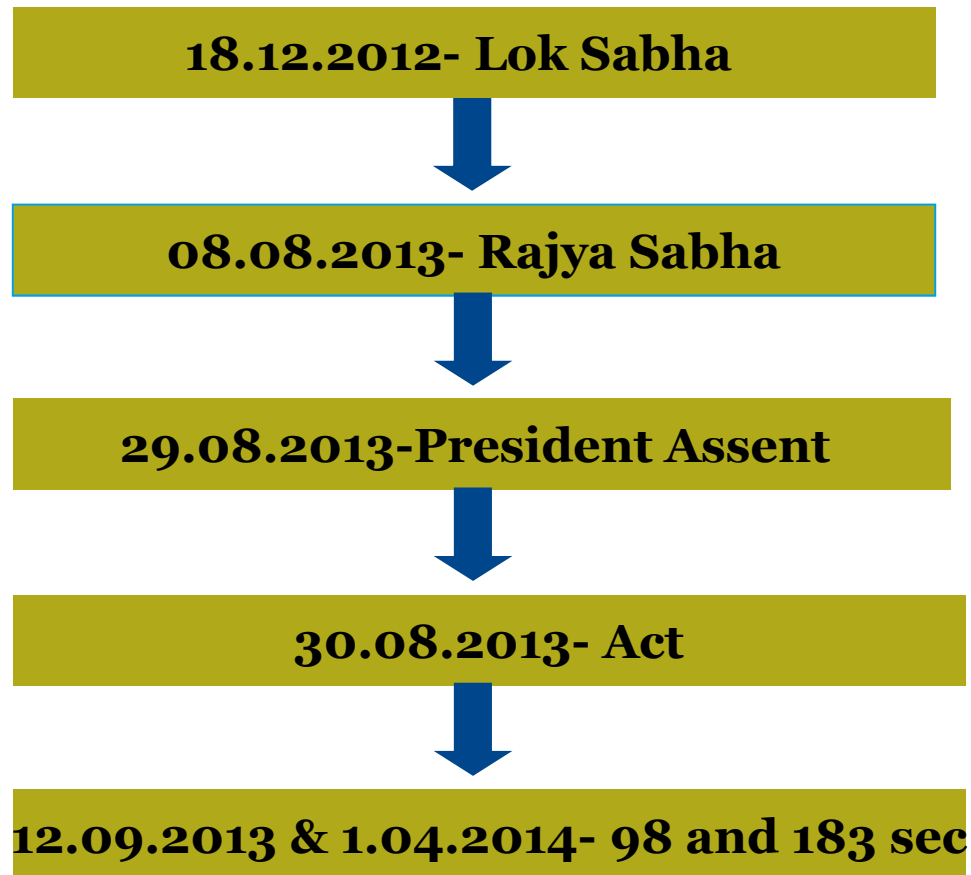 18.12.2012- Lok Sabha
08.08.2013- Rajya Sabha
29.08.2013-President Assent
30.08.2013- Act
12.09.2013 & 1.04.2014- 98 and 183 sec